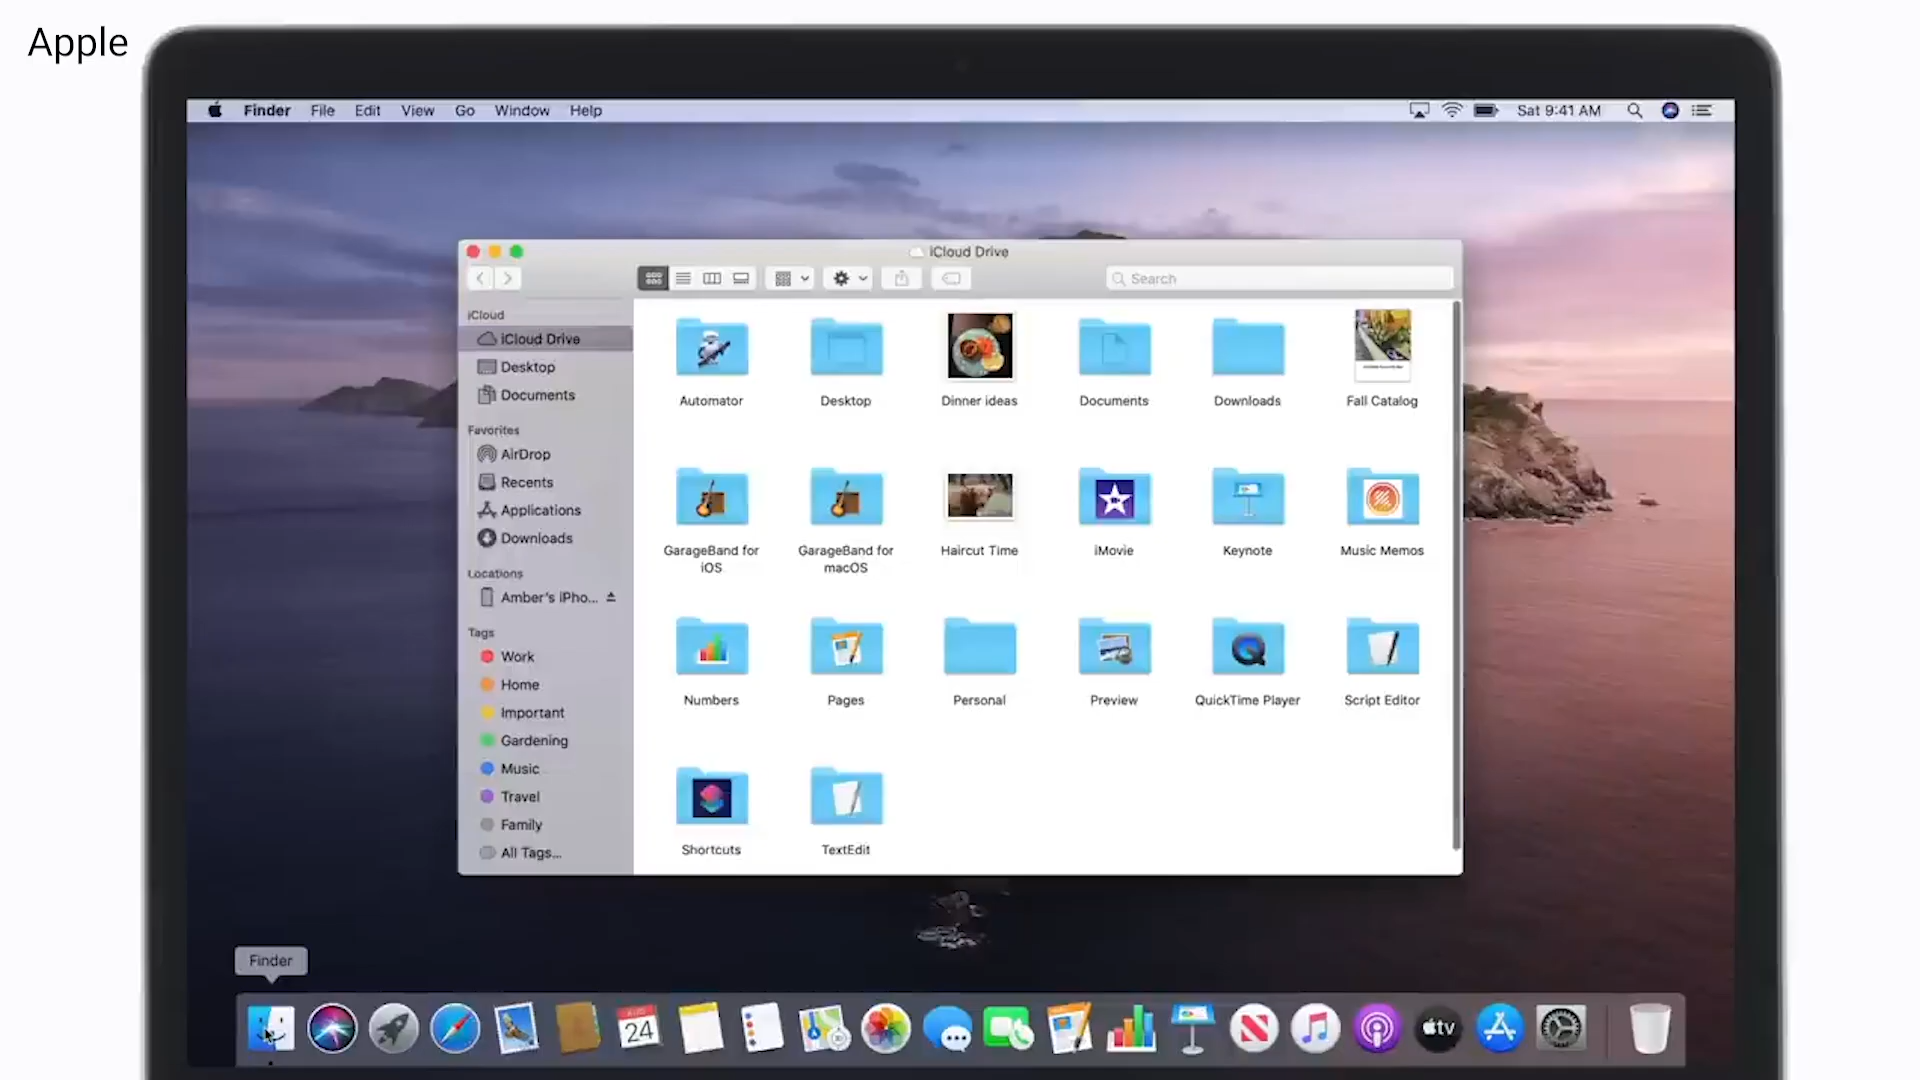 Apple
Finder File Edit View Go Window Help
Sat 9:41 AM
iCloud Drive
Search
iCloud
iCloud Drive
Desktop
Documents
Favorites
AirDrop
Recents
Applications
Downloads
Locations
Amber's iPho...
Tags
Work
Home
Important
Gardening
Music
Travel
Family
All Tags...
Automator
Desktop
Dinner ideas
Documents
Downloads
Fall Catalog
GarageBand for
iOS
GarageBand for
macOS
Haircut Time
iMovie
Keynote
Music Memos
Numbers
Pages
Personal
Preview
QuickTime Player
Script Editor
Shortcuts
TextEdit
Finder
AUG
24
tv